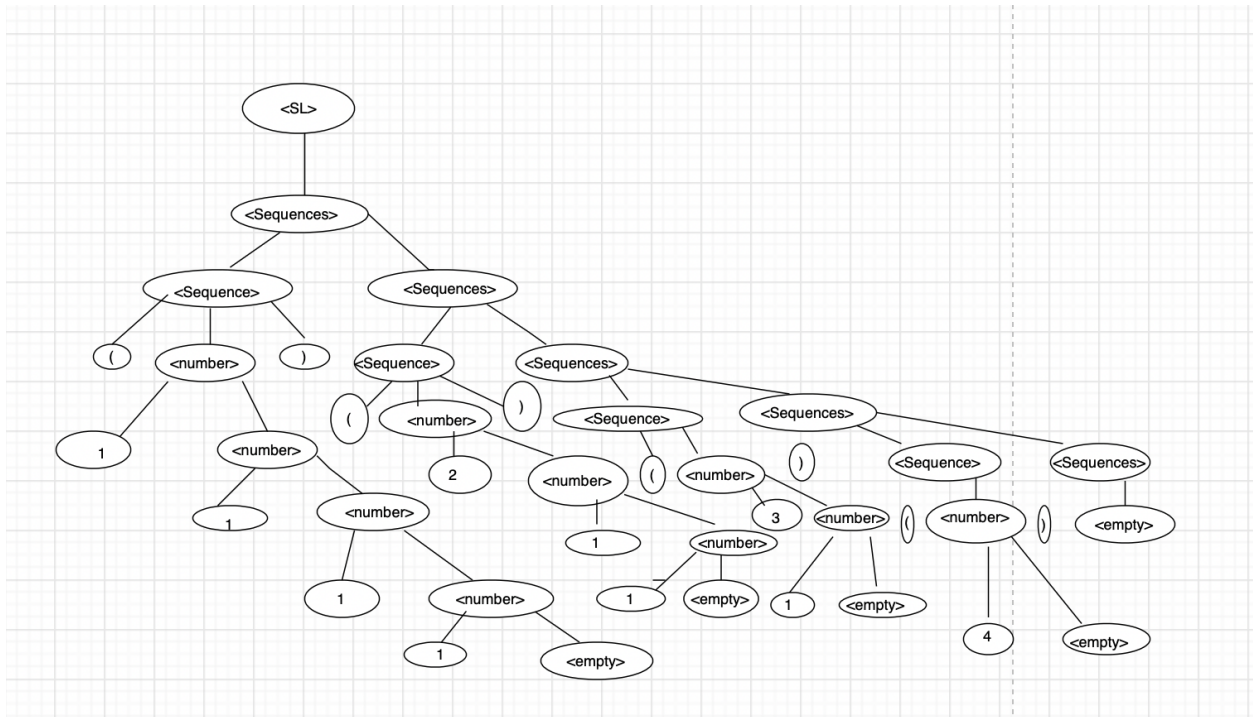 <SL>
<Sequences>
<Sequence> <Sequences>
( <number> ) <Sequence> <Sequences>
( <number> ) <Sequence> <Sequences>
1 <number> 2 <number> ( <number> ) <Sequence> <Sequences>
1 <number> 1 <number> 3 <number> ( <number> ) <empty>
1 <number> 1 <empty> 1 <empty> 4 <empty>
1 <empty>